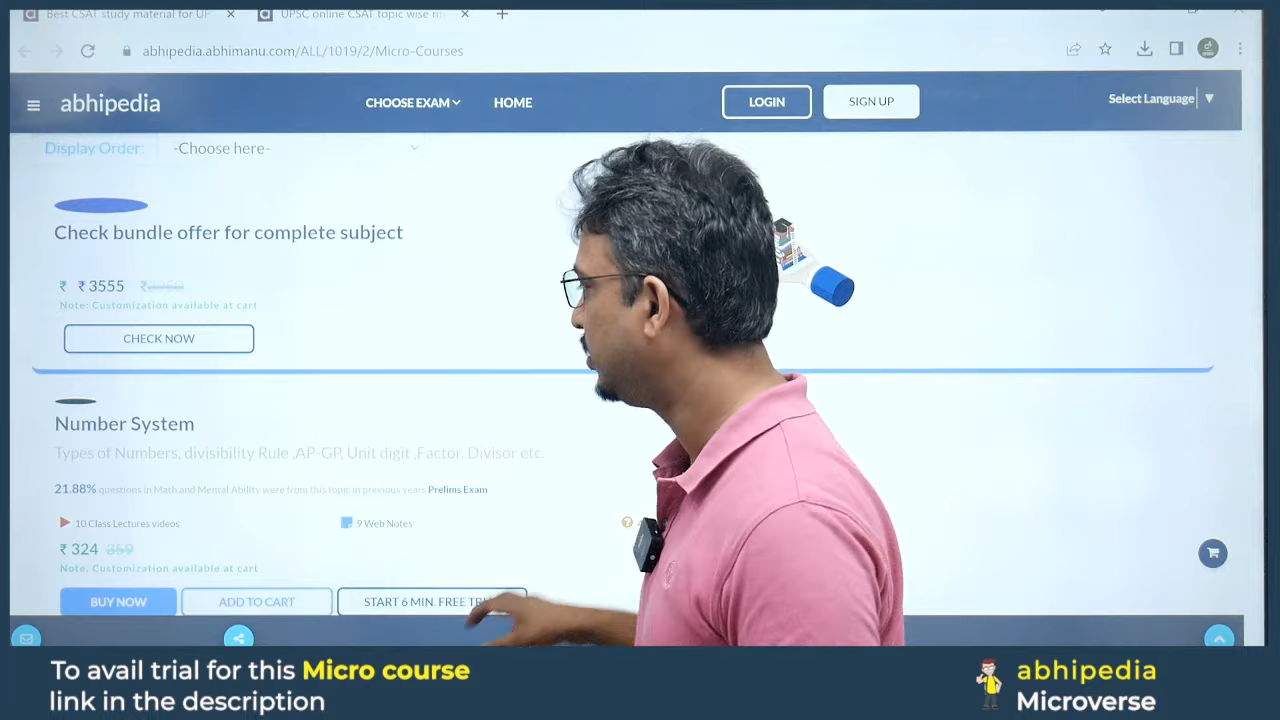 Best CSAT study material for UP
UPSC online CSAT topic wise m
abhipedia.abhimanu.com/ALL/1019/2/Micro-Courses
abhipedia
CHOOSE EXAM
HOME
LOGIN
SIGN UP
Select Language
Display Order:
-Choose here-
Check bundle offer for complete subject
₹ ₹ 3555
Note: Customization available at cart
CHECK NOW
Number System
Types of Numbers, divisibility Rule ,AP-GP, Unit digit ,Factor, Divisor etc.
21.88% questions in Math and Mental Ability were from this topic in previous years Prelims Exam
10 Class Lectures videos
9 Web Notes
₹ 324 359
Note: Customization available at cart
BUY NOW
ADD TO CART
START 6 MIN. FREE TRI
To avail trial for this Micro course
link in the description
abhipedia
Microverse